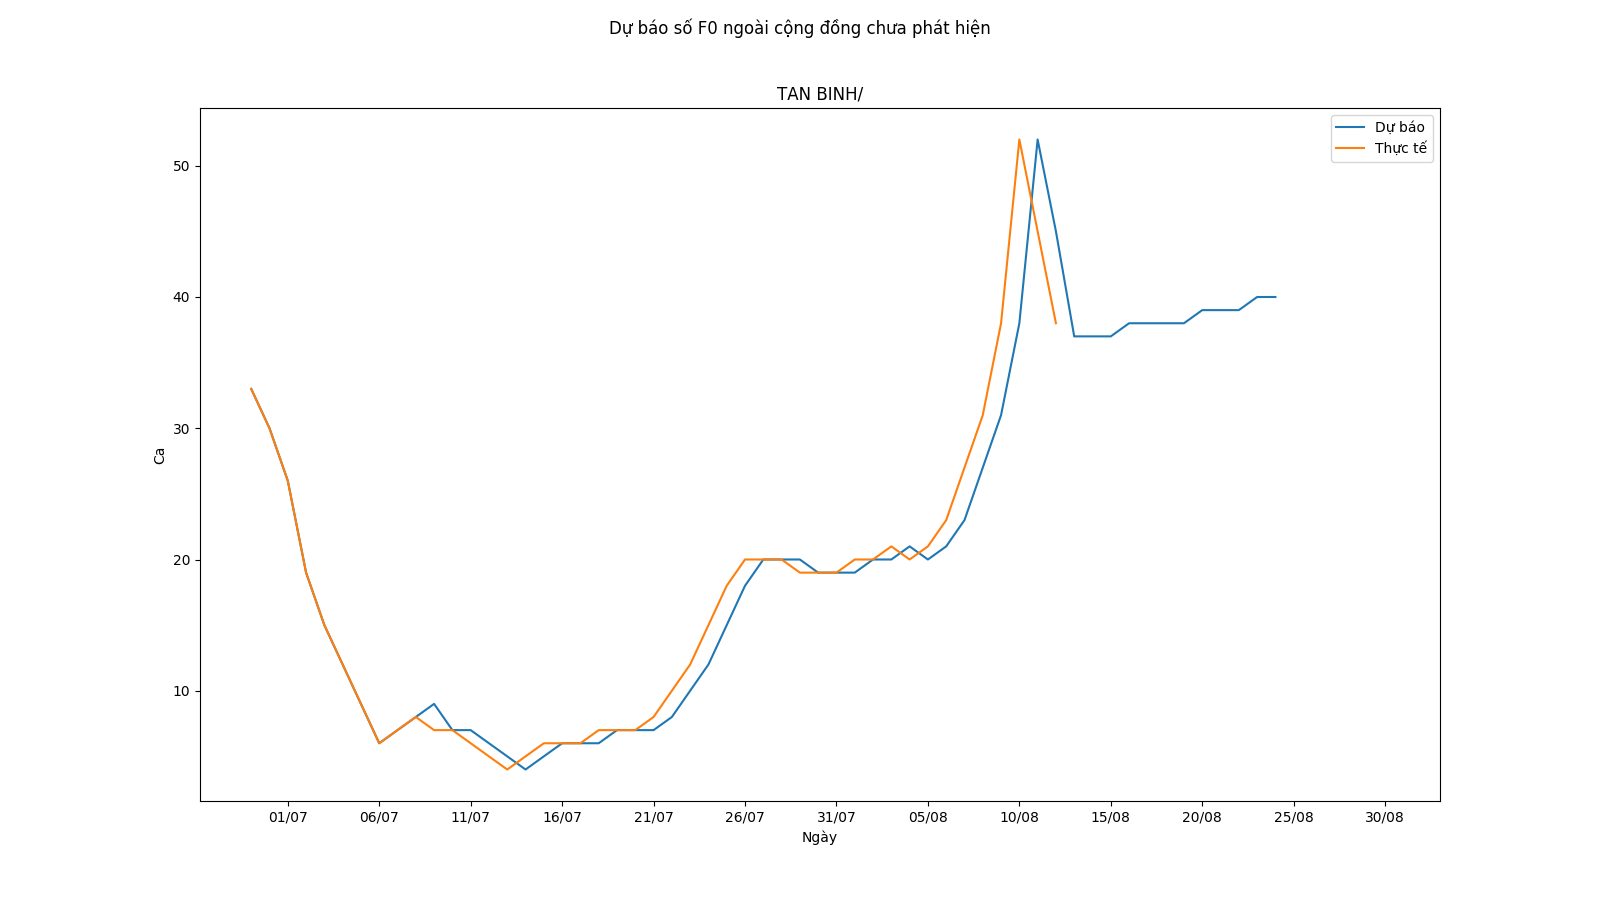 Dự báo số F0 ngoài cộng đồng chưa phát hiện
TAN BINH/
Dự báo
Thực tế
50
40
30
20
10
Ca
01/07 06/07 11/07 16/07 21/07 26/07 31/07 05/08 10/08 15/08 20/08 25/08 30/08
Ngày